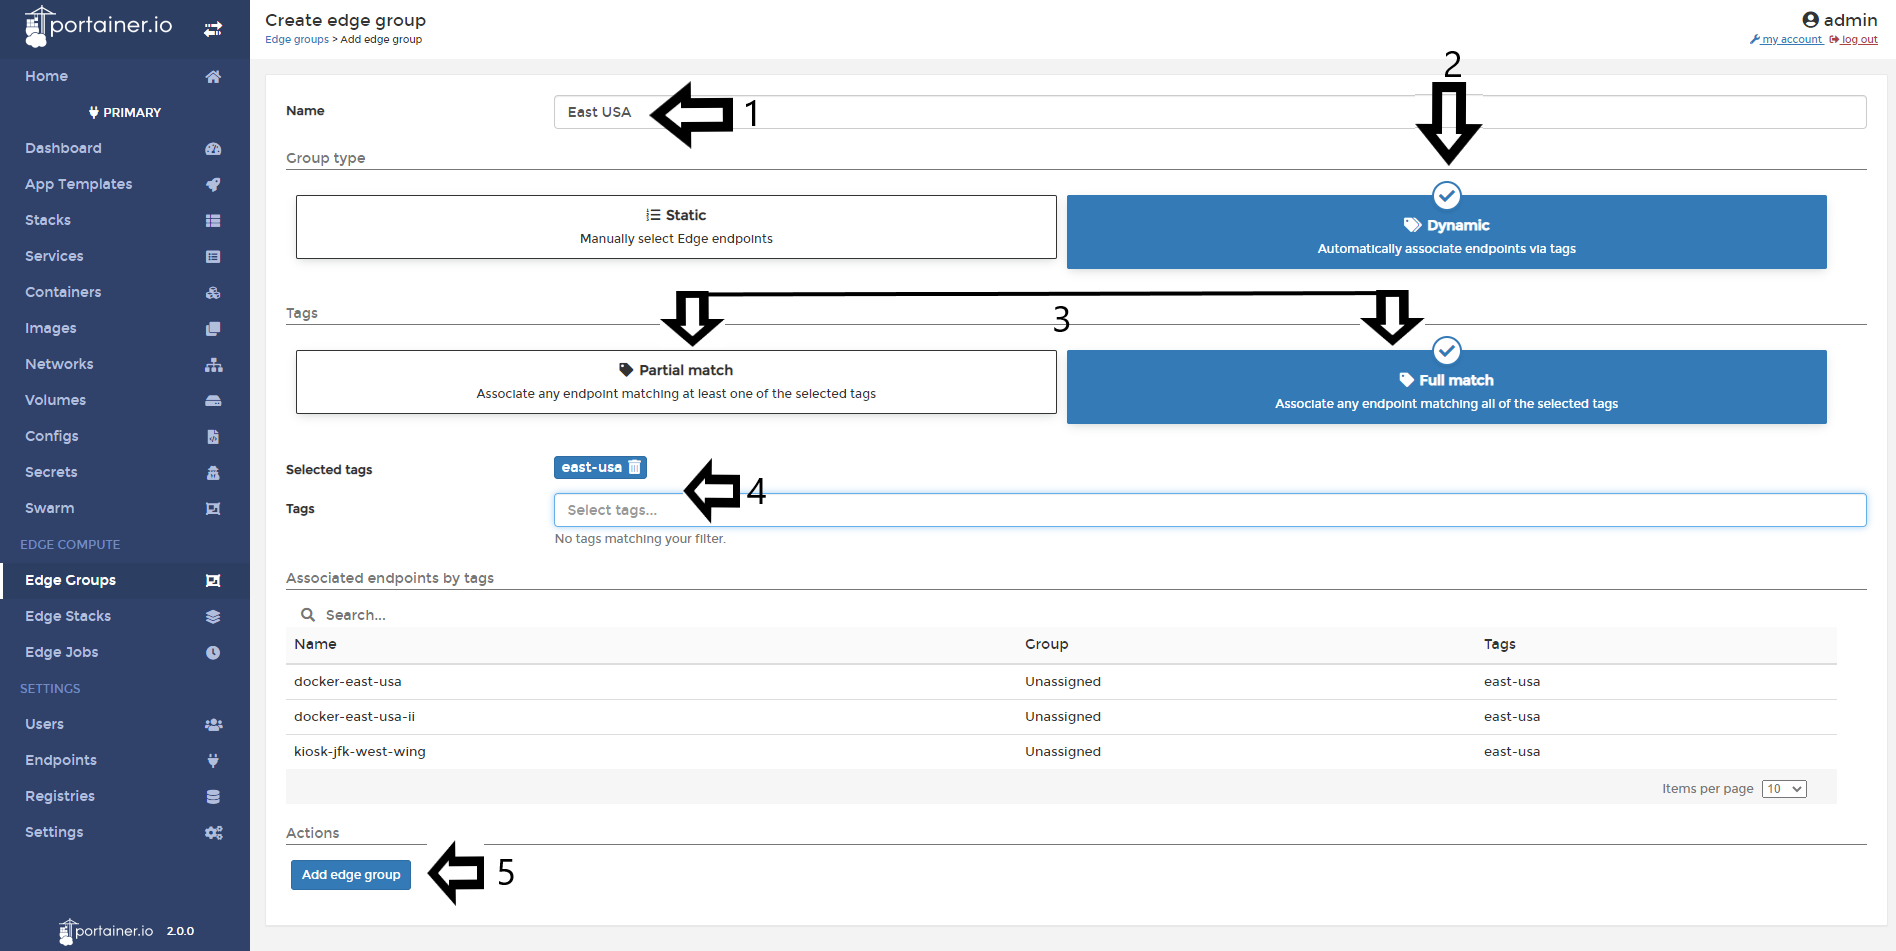 portainer.io
Home
PRIMARY
Dashboard
App Templates
Stacks
Services
Containers
Images
Networks
Volumes
Configs
Secrets
Swarm
EDGE COMPUTE
Edge Groups
Edge Stacks
Edge Jobs
SETTINGS
Users
Endpoints
Registries
Settings
portainer.io 2.0.0
Create edge group
Edge groups > Add edge group
admin
my account log out
2
Name East USA 1
Group type
Static
Manually select Edge endpoints
Dynamic
Automatically associate endpoints via tags
Tags
3
Partial match
Associate any endpoint matching at least one of the selected tags
Full match
Associate any endpoint matching all of the selected tags
Selected tags east-usa
4
Tags Select tags...
No tags matching your filter.
Associated endpoints by tags
Search...
Name Group Tags
docker-east-usa Unassigned east-usa
docker-east-usa-ii Unassigned east-usa
kiosk-jfk-west-wing Unassigned east-usa
Items per page 10
Actions
Add edge group 5